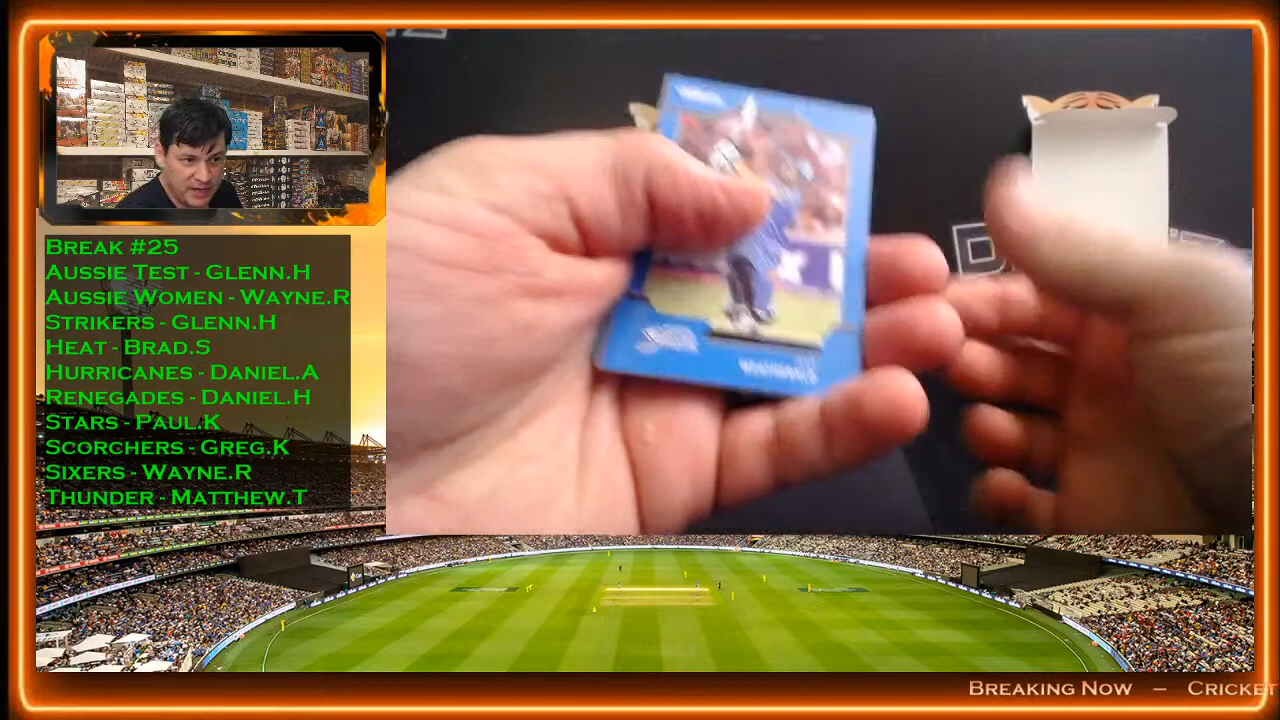 Break #25
Aussie Test - Glenn.H
Aussie Women - Wayne.R
Strikers - Glenn.H
Heat - Brad.S
Hurricanes - Daniel.A
Renegades - Daniel.H
Stars - Paul.K
Scorchers - Greg.K
Sixers - Wayne.R
Thunder - Matthew.T
Breaking Now – Cricket